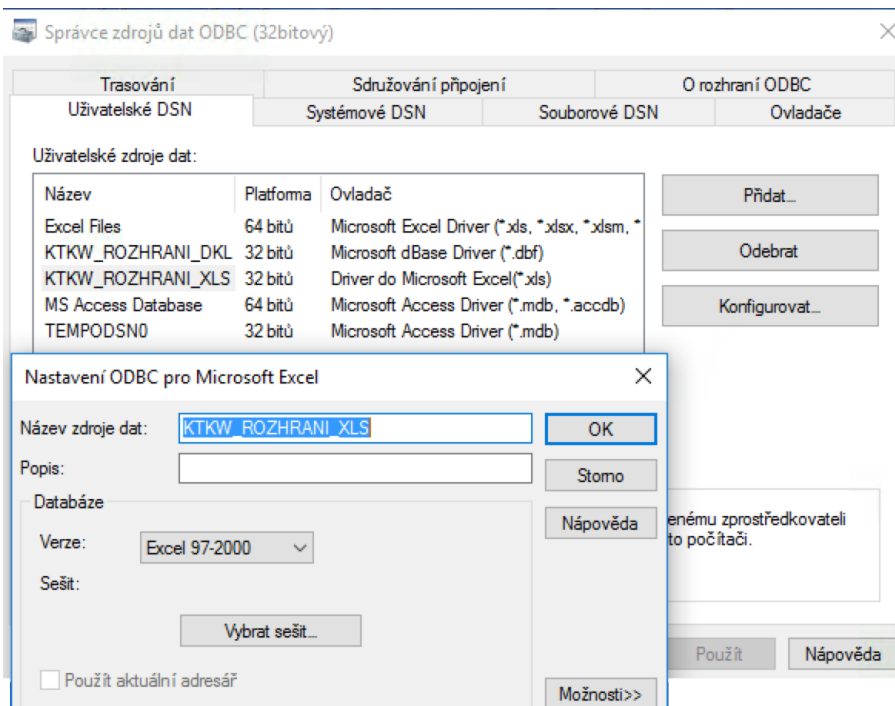 Správce zdrojů dat ODBC (32bitový)
Trasování Sdružování připojení O rozhraní ODBC
Uživatelské DSN Systémové DSN Souborové DSN Ovladače
Uživatelské zdroje dat:
Název Platforma Ovladač
Excel Files 64 bitů Microsoft Excel Driver (*.xls, *.xlsx, *.xlsm, *
KTKW_ROZHRANI_DKL 32 bitů Microsoft dBase Driver (*.dbf)
KTKW_ROZHRANI_XLS 32 bitů Driver do Microsoft Excel(*.xls)
MS Access Database 64 bitů Microsoft Access Driver (*.mdb, *.accdb)
TEMPODSN0 32 bitů Microsoft Access Driver (*.mdb)
Přidat...
Odebrat
Konfigurovat...
Nastavení ODBC pro Microsoft Excel
Název zdroje dat: KTKW_ROZHRANI_XLS OK
Popis: Storno
Databáze Nápověda
Verze: Excel 97-2000
Sešit:
Vybrat sešit...
Použít aktuální adresář
Možnosti>>
enému zprostředkovateli
to počítači.
Použít Nápověda